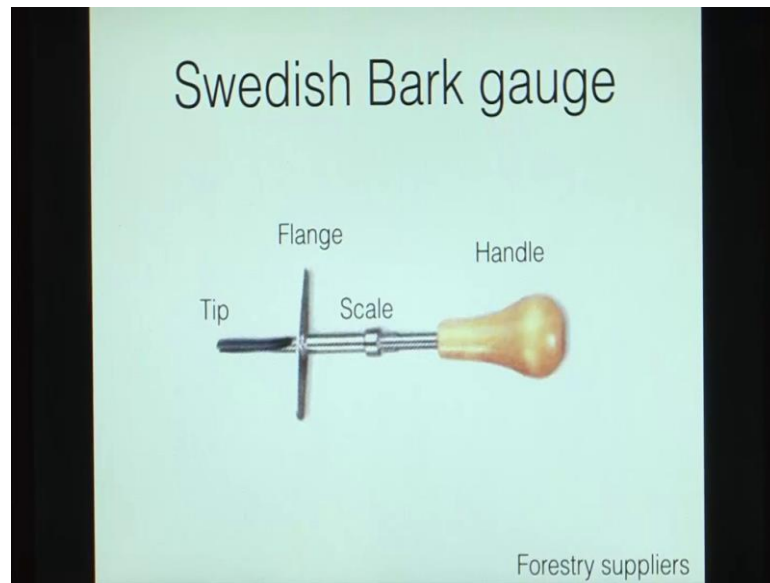 Swedish Bark gauge
Flange
Handle
Tip
Scale
Forestry suppliers